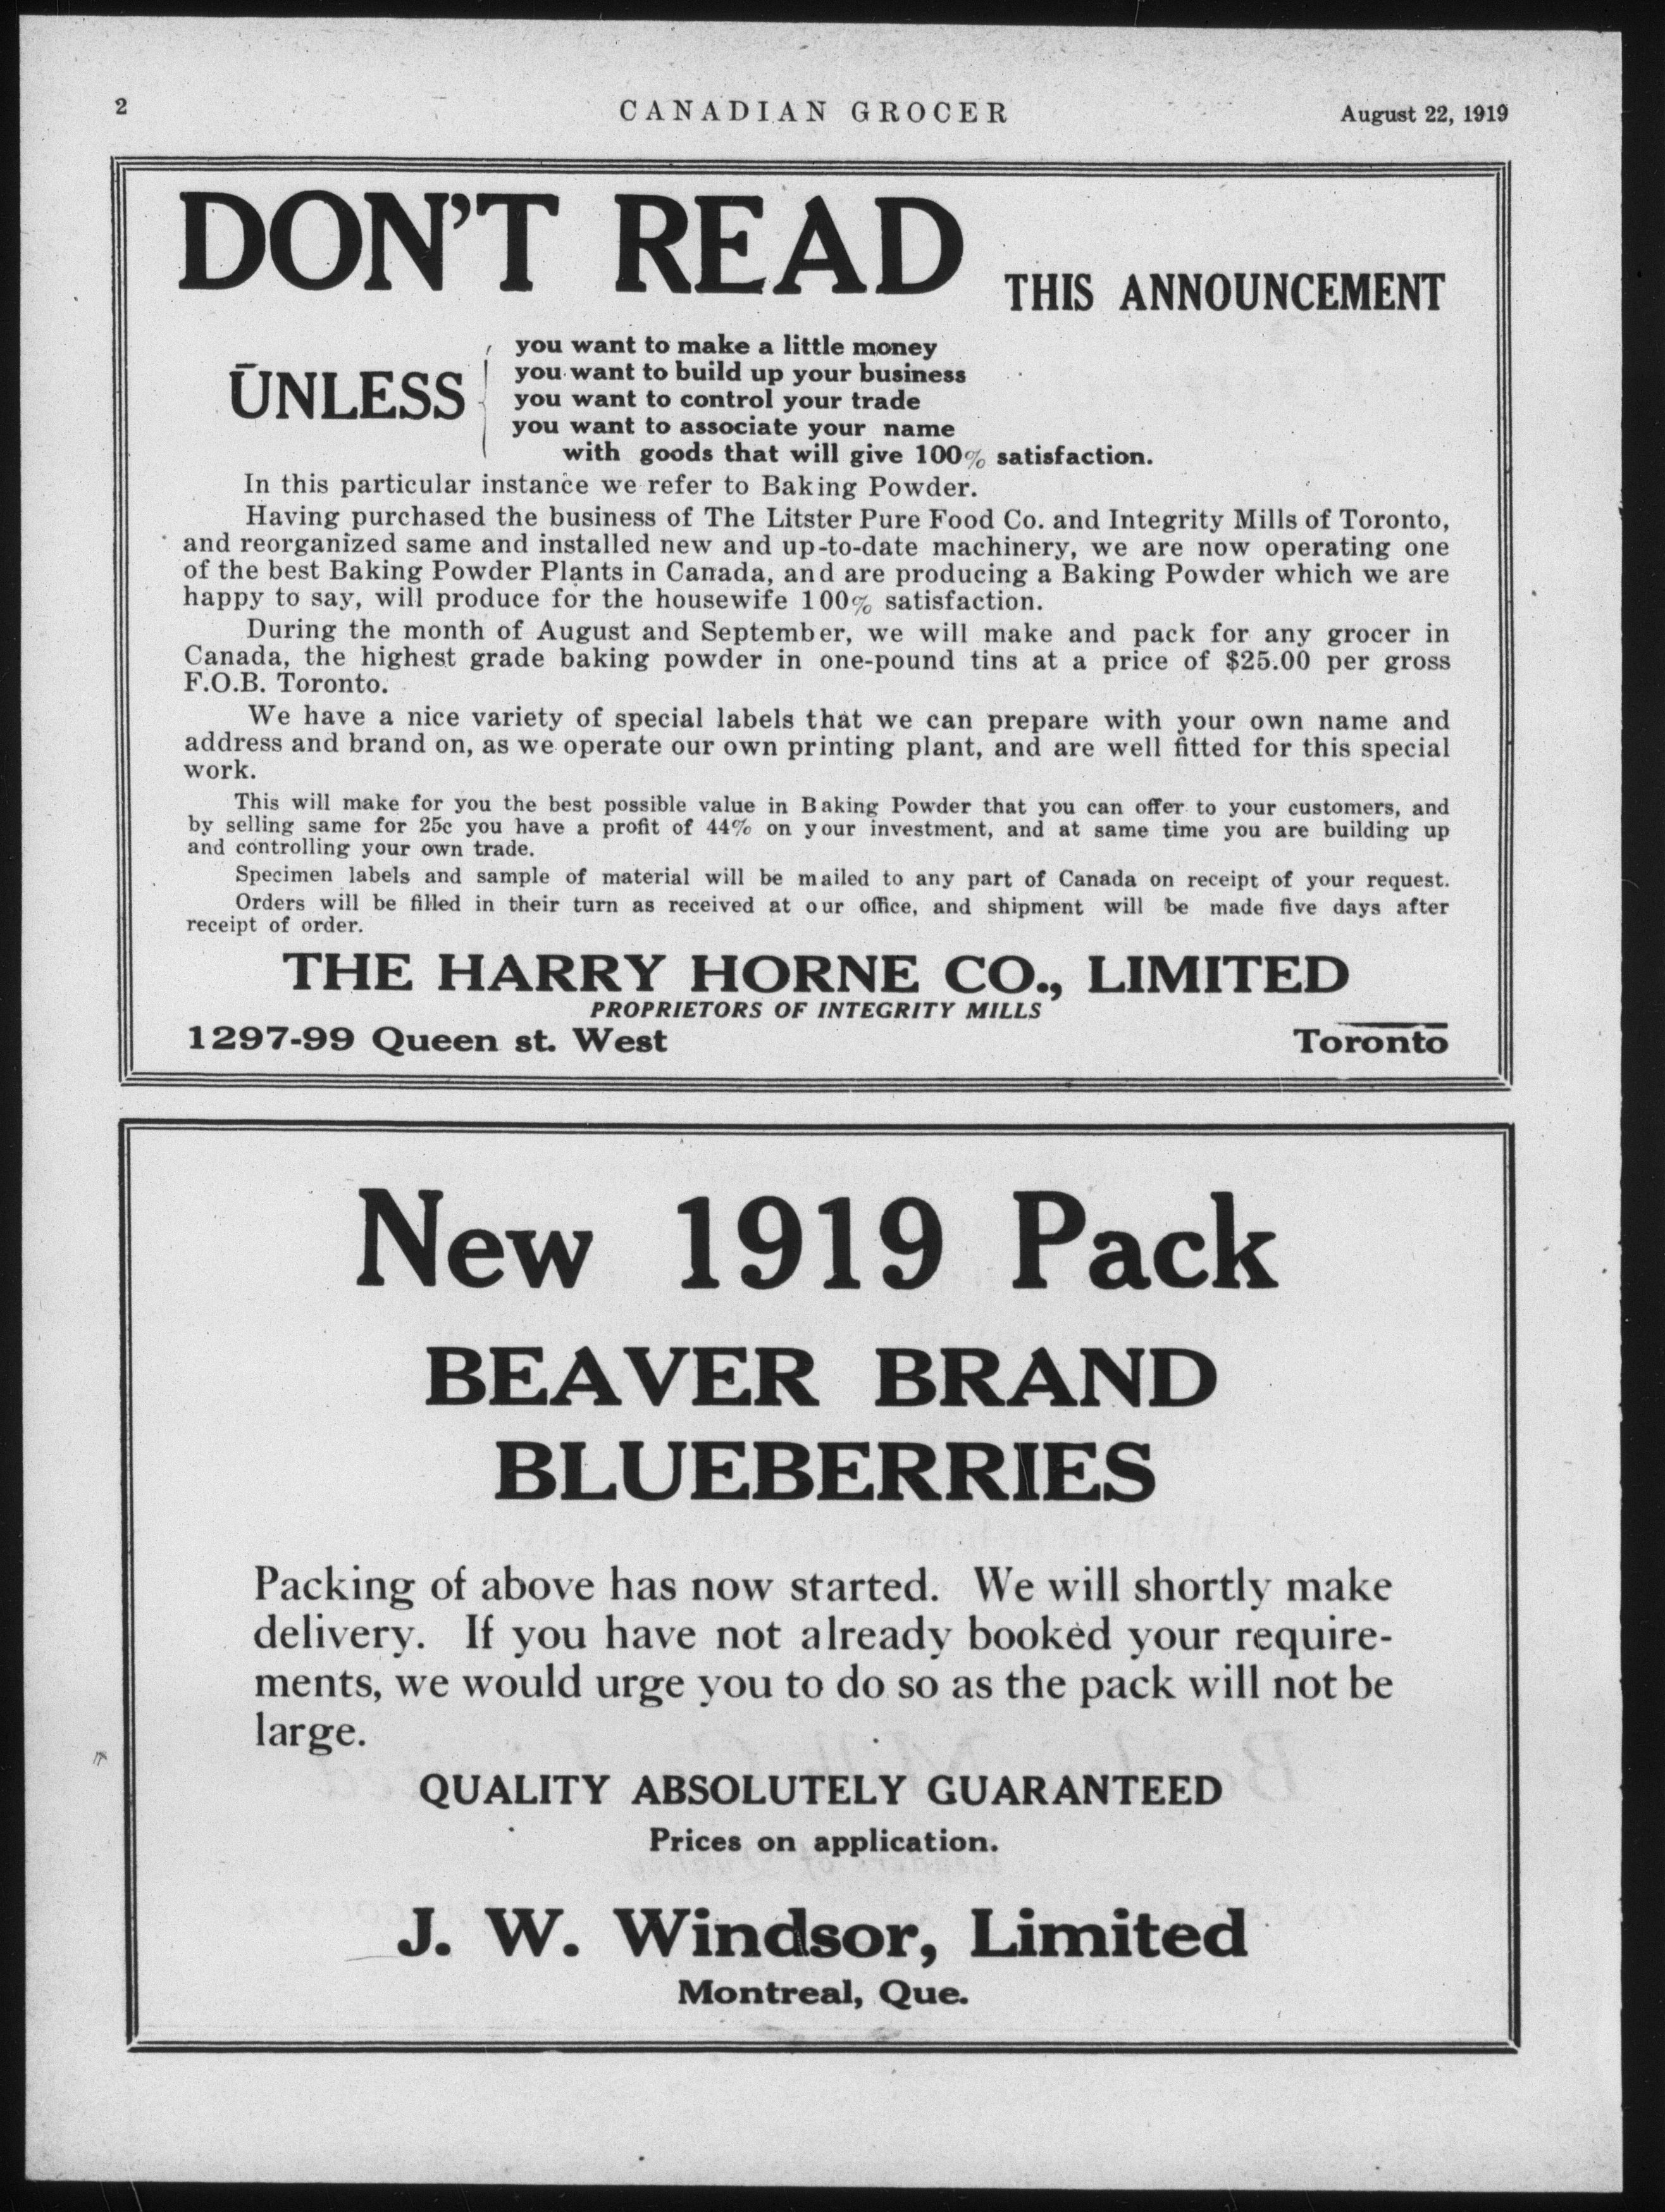 2
CANADIAN GROCER
August 22, 1919
DON'T READ THIS ANNOUNCEMENT
UNLESS
you want to make a little money
you want to build up your business
you want to control your trade
you want to associate your name
with goods that will give 100% satisfaction.
In this particular instance we refer to Baking Powder.
Having purchased the business of The Litster Pure Food Co. and Integrity Mills of Toronto,
and reorganized same and installed new and up-to-date machinery, we are now operating one
of the best Baking Powder Plants in Canada, and are producing a Baking Powder which we are
happy to say, will produce for the housewife 100% satisfaction.
During the month of August and September, we will make and pack for any grocer in
Canada, the highest grade baking powder in one-pound tins at a price of $25.00 per gross
F.O.B. Toronto.
We have a nice variety of special labels that we can prepare with your own name and
address and brand on, as we operate our own printing plant, and are well fitted for this special
work.
This will make for you the best possible value in Baking Powder that you can offer to your customers, and
by selling same for 25c you have a profit of 44% on your investment, and at same time you are building up
and controlling your own trade.
Specimen labels and sample of material will be mailed to any part of Canada on receipt of your request.
Orders will be filled in their turn as received at our office, and shipment will be made five days after
receipt of order.
THE HARRY HORNE CO., LIMITED
PROPRIETORS OF INTEGRITY MILLS
1297-99 Queen st. West
Toronto
New 1919 Pack
BEAVER BRAND
BLUEBERRIES
Packing of above has now started. We will shortly make
delivery. If you have not already booked your require-
ments, we would urge you to do so as the pack will not be
large.
QUALITY ABSOLUTELY GUARANTEED
Prices on application.
J. W. Windsor, Limited
Montreal, Que.